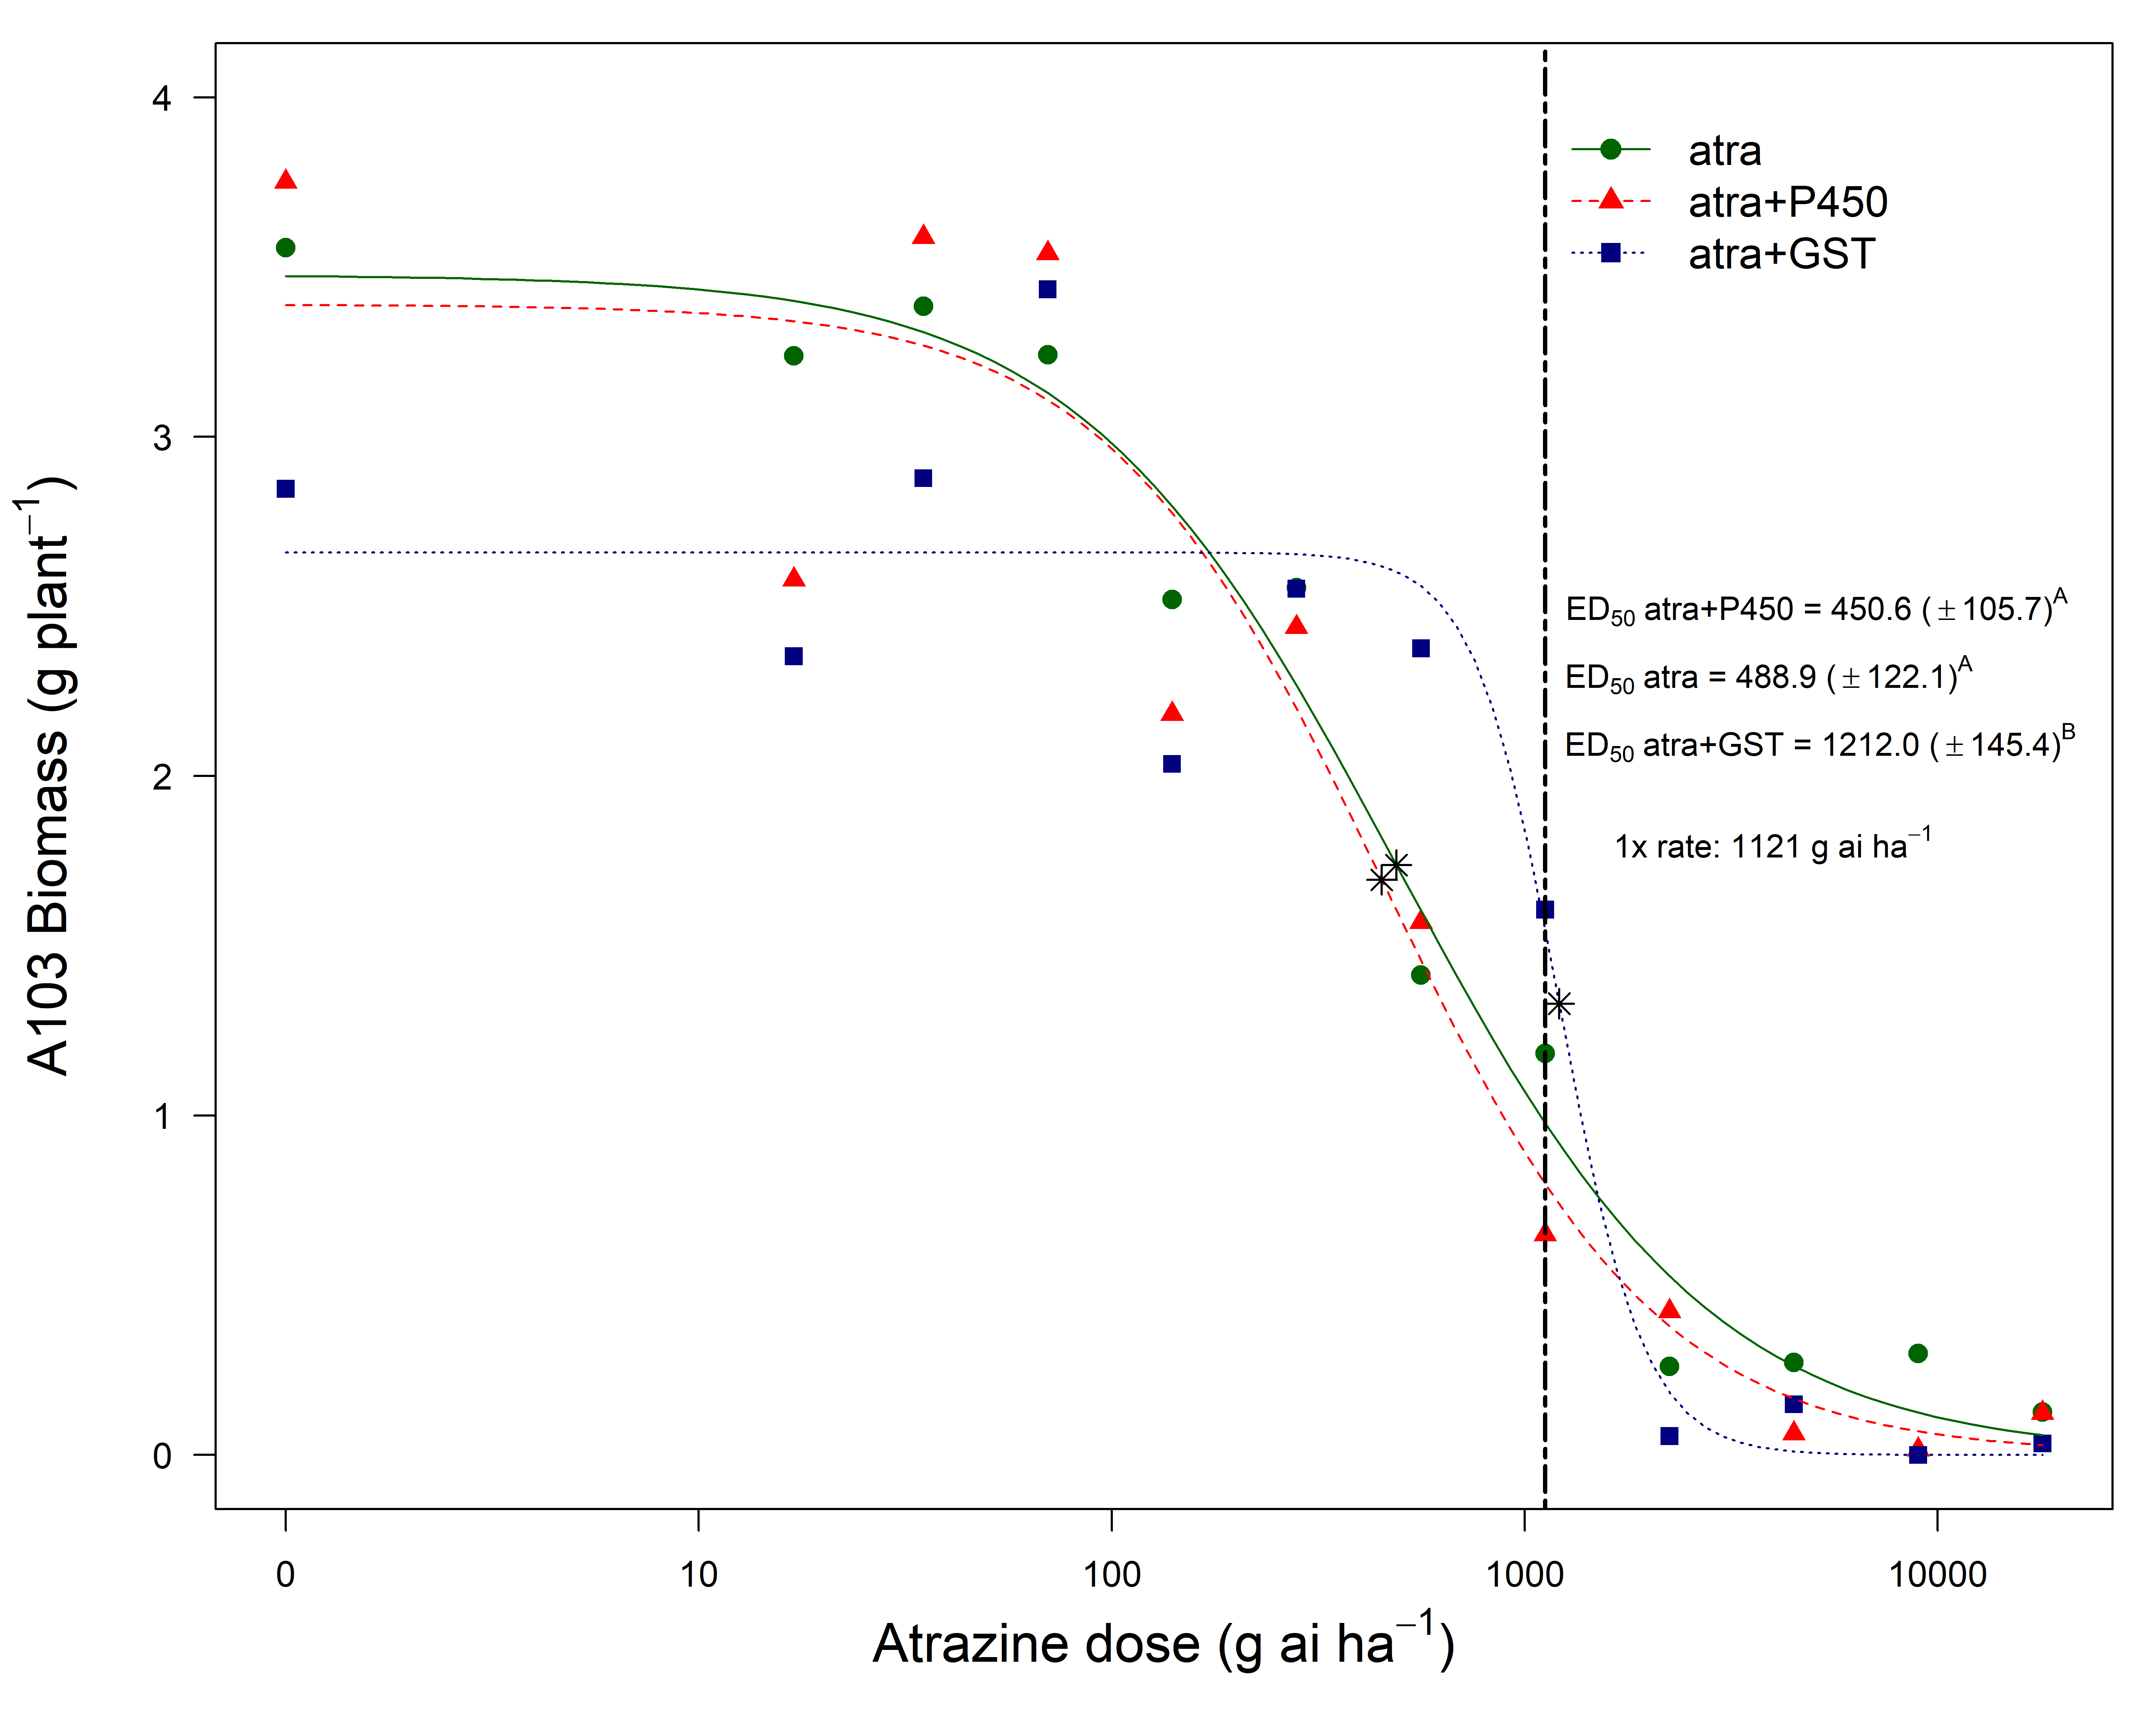 4
3
2
1
0
A103 Biomass (g plant⁻¹)
atra
atra+P450
atra+GST
ED₅₀ atra+P450 = 450.6 (±105.7)ᴬ
ED₅₀ atra = 488.9 (±122.1)ᴬ
ED₅₀ atra+GST = 1212.0 (±145.4)ᴮ
1x rate: 1121 g ai ha⁻¹
0 10 100 1000 10000
Atrazine dose (g ai ha⁻¹)